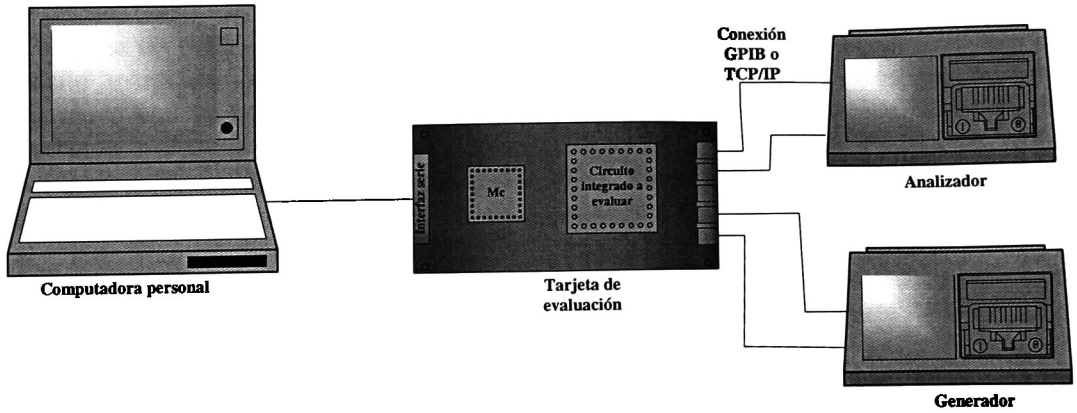 Conexión
GPIB o
TCP/IP
Interfaz serie
Mc
Circuito
integrado a
evaluar
Analizador
Computadora personal
Tarjeta de
evaluación
Generador